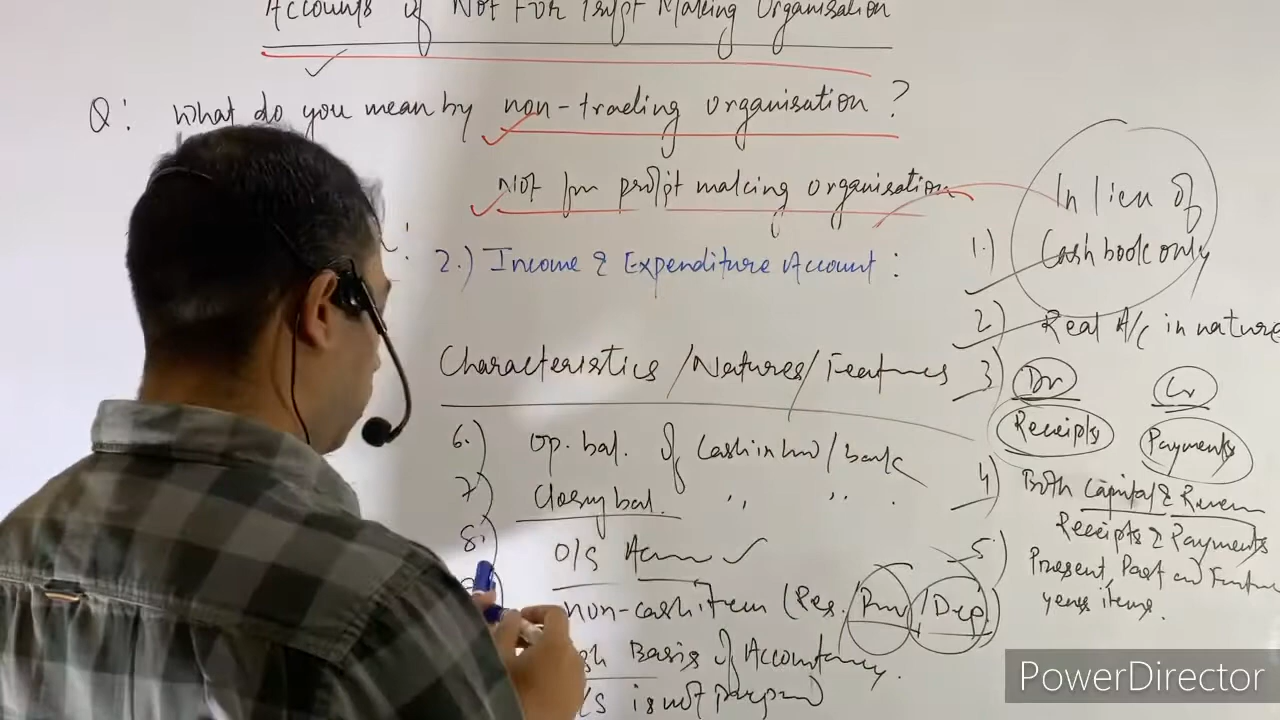 Accounts of Not For Profit Making Organisation
Q: What do you mean by non-trading organisation ?
Not for profit making organisation
2.) Income & Expenditure Account :
Characteristics / Natures / Features
6.) Op. bal. of Cash in hand / bank
7.) Closing bal. " "
8.) O/S
non-cash item (Res. / / Dep.)
Basis of Accountancy.
is not prepared
In lieu of
1.) Cash book only
2) Real A/c in nature
3) Dr Cr
Receipts Payments
4) Both Capital & Revenue
Receipts & Payments
5) Present, Past and Future
years items.
PowerDirector